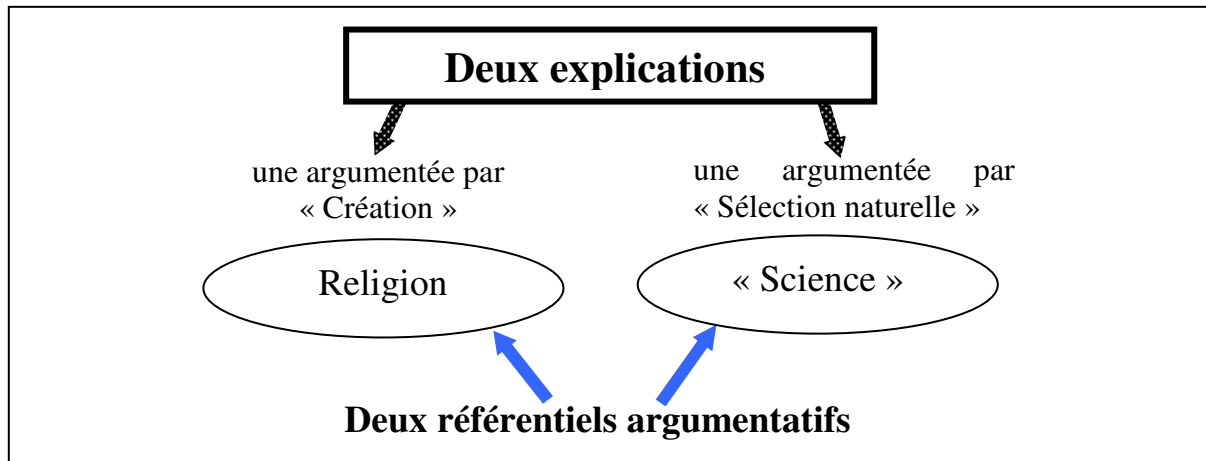 Deux explications
une argumentée par
« Création »
une argumentée par
« Sélection naturelle »
Religion
« Science »
Deux référentiels argumentatifs